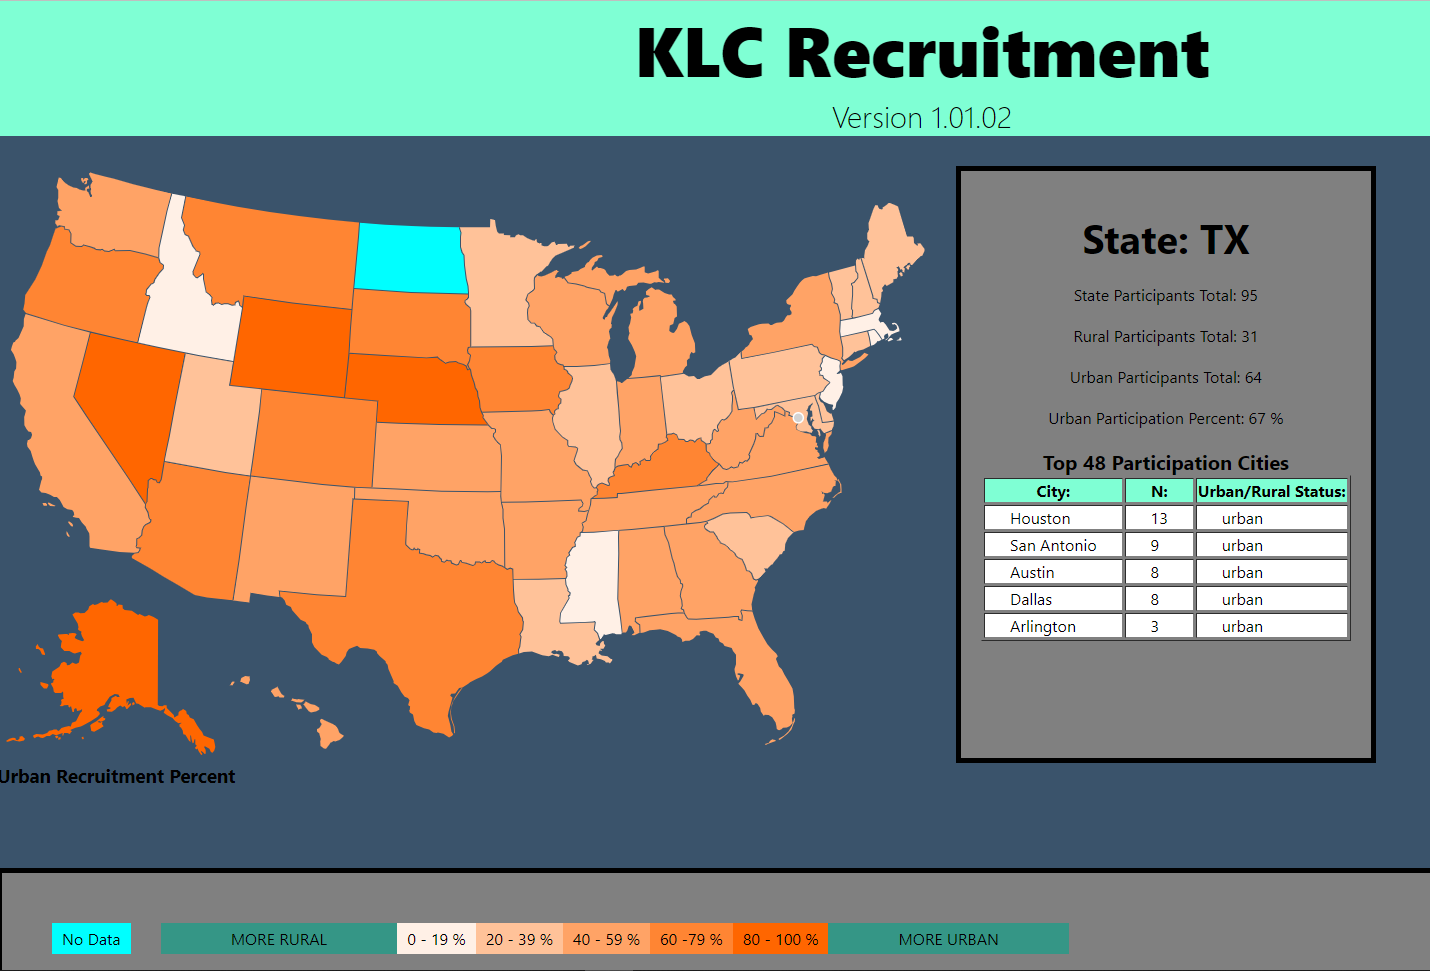 KLC Recruitment
Version 1.01.02
State: TX
State Participants Total: 95
Rural Participants Total: 31
Urban Participants Total: 64
Urban Participation Percent: 67 %
Top 48 Participation Cities
City: N: Urban/Rural Status:
Houston 13 urban
San Antonio 9 urban
Austin 8 urban
Dallas 8 urban
Arlington 3 urban
Urban Recruitment Percent
No Data MORE RURAL 0 - 19 % 20 - 39 % 40 - 59 % 60 -79 % 80 - 100 % MORE URBAN